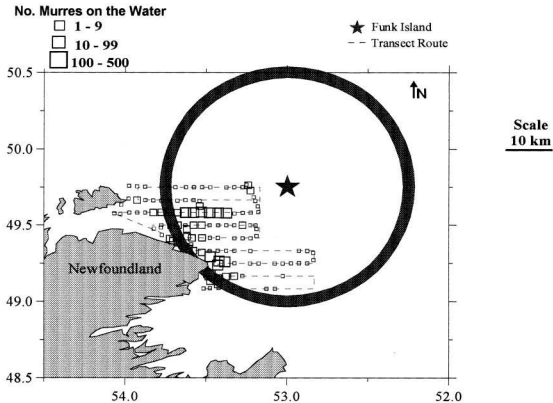 No. Murres on the Water
1 - 9
10 - 99
100 - 500
Funk Island
Transect Route
50.5
N
Scale
10 km
50.0
49.5
Newfoundland
49.0
48.5
54.0 53.0 52.0